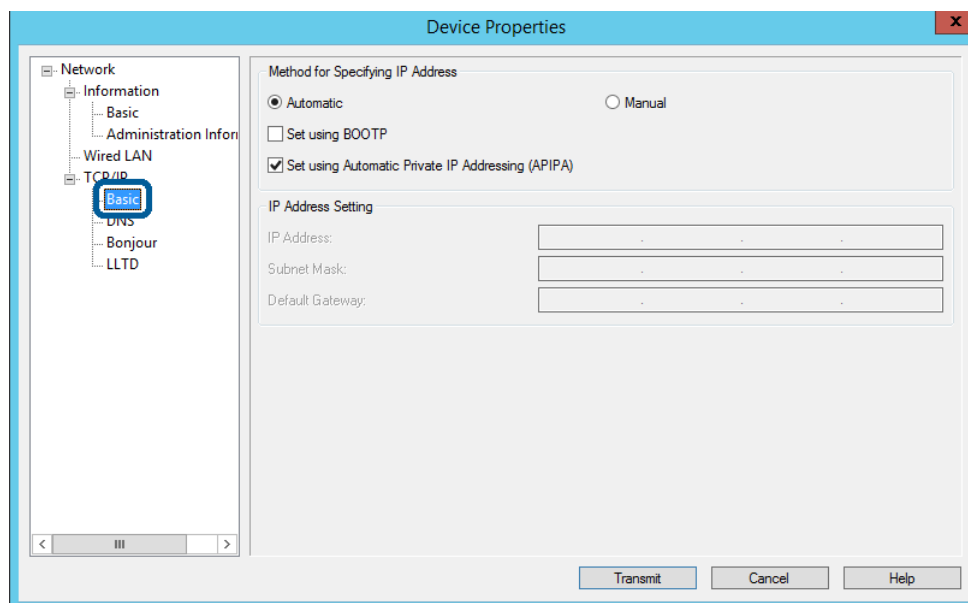 Device Properties
x
Network
Information
Basic
Administration Infor
Wired LAN
TCP/IP
Basic
DNS
Bonjour
LLTD
Method for Specifying IP Address
Automatic Manual
Set using BOOTP
Set using Automatic Private IP Addressing (APIPA)
IP Address Setting
IP Address: . . .
Subnet Mask: . . .
Default Gateway: . . .
Transmit Cancel Help